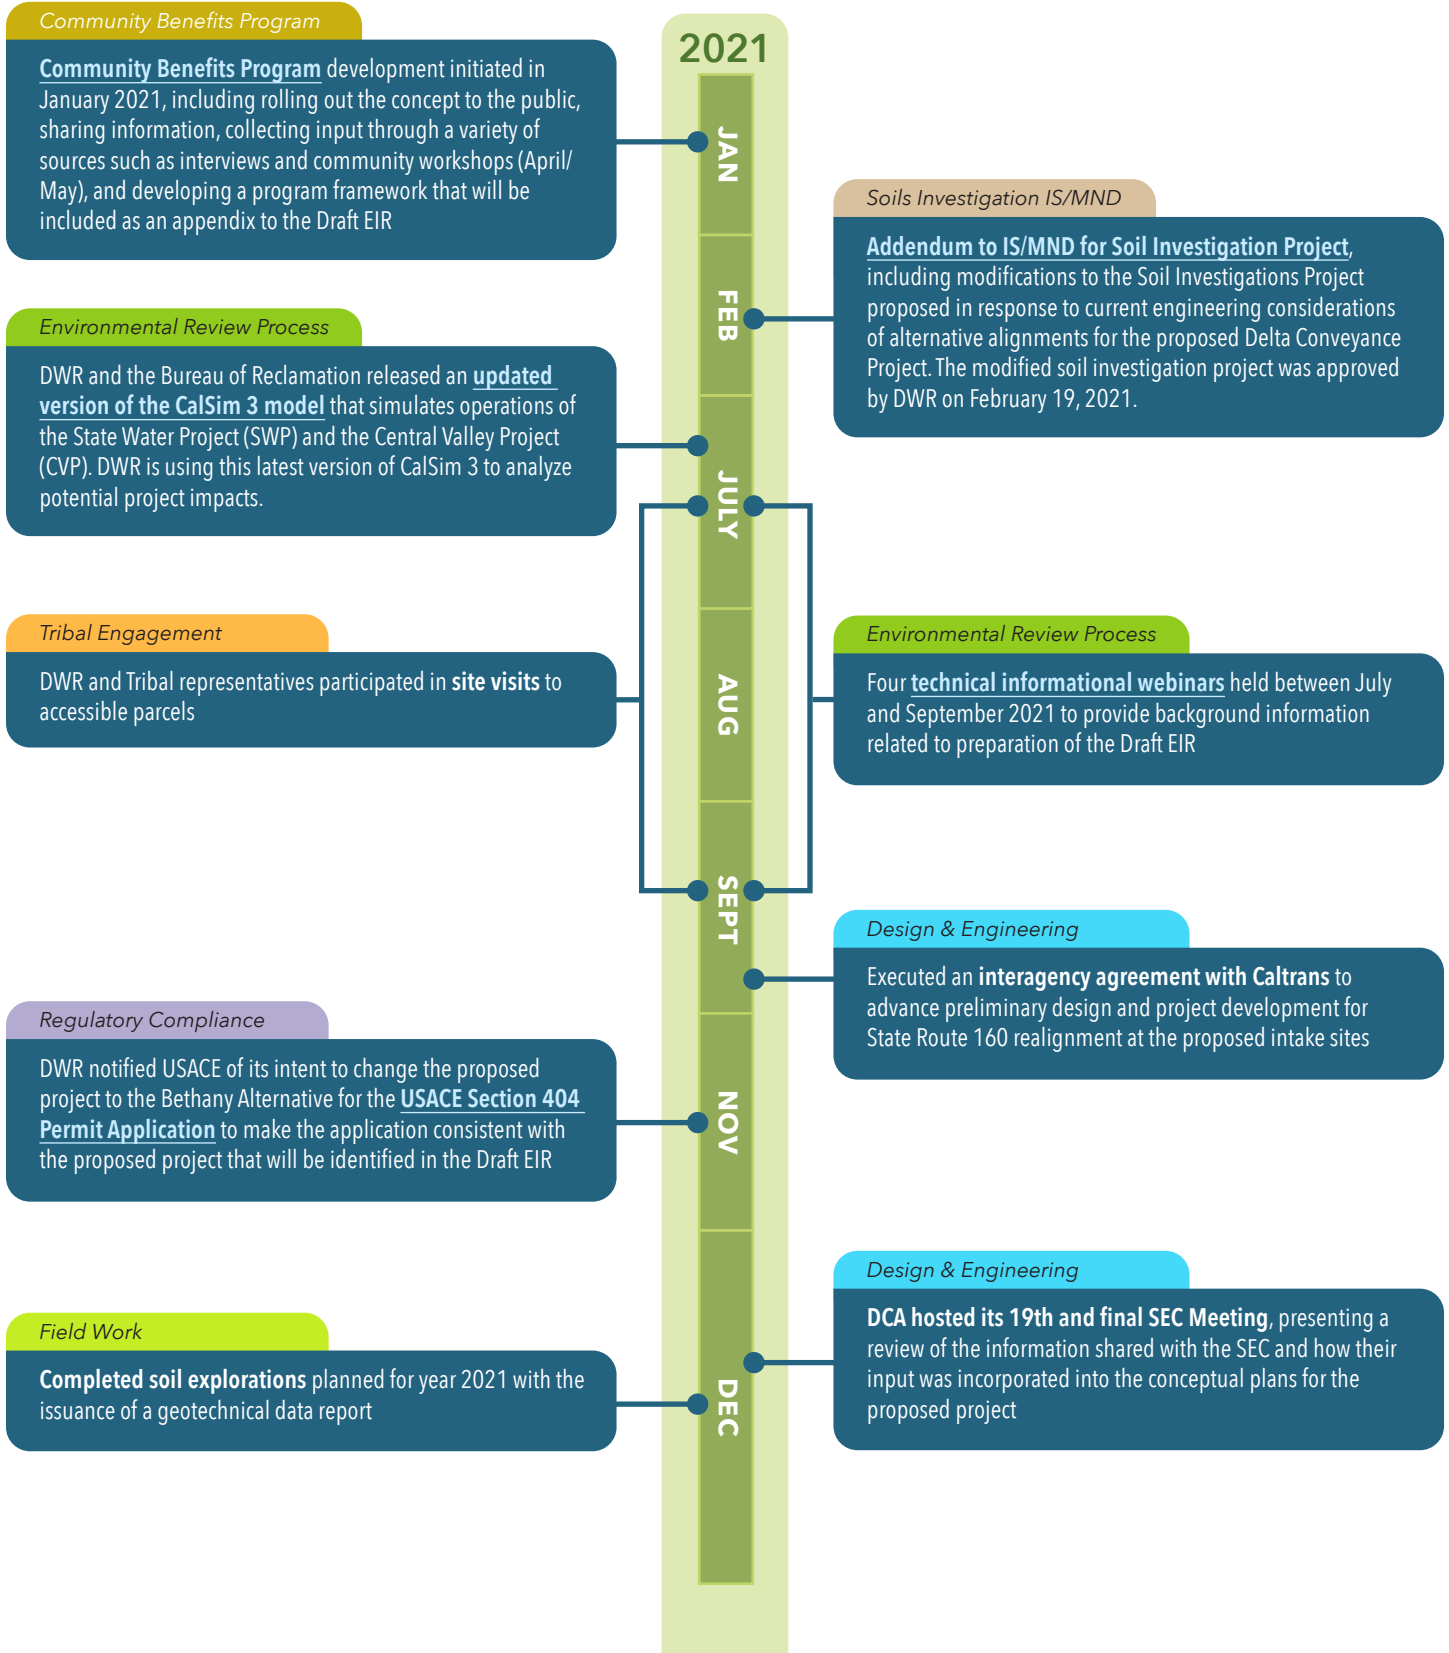 2021
JAN
Community Benefits Program
Community Benefits Program development initiated in
January 2021, including rolling out the concept to the public,
sharing information, collecting input through a variety of
sources such as interviews and community workshops (April/
May), and developing a program framework that will be
included as an appendix to the Draft EIR
FEB
Soils Investigation IS/MND
Addendum to IS/MND for Soil Investigation Project,
including modifications to the Soil Investigations Project
proposed in response to current engineering considerations
of alternative alignments for the proposed Delta Conveyance
Project. The modified soil investigation project was approved
by DWR on February 19, 2021.
JULY
Environmental Review Process
DWR and the Bureau of Reclamation released an updated
version of the CalSim 3 model that simulates operations of
the State Water Project (SWP) and the Central Valley Project
(CVP). DWR is using this latest version of CalSim 3 to analyze
potential project impacts.
AUG
Tribal Engagement
DWR and Tribal representatives participated in site visits to
accessible parcels
Environmental Review Process
Four technical informational webinars held between July
and September 2021 to provide background information
related to preparation of the Draft EIR
SEPT
Design & Engineering
Executed an interagency agreement with Caltrans to
advance preliminary design and project development for
State Route 160 realignment at the proposed intake sites
NOV
Regulatory Compliance
DWR notified USACE of its intent to change the proposed
project to the Bethany Alternative for the USACE Section 404
Permit Application to make the application consistent with
the proposed project that will be identified in the Draft EIR
DEC
Design & Engineering
DCA hosted its 19th and final SEC Meeting, presenting a
review of the information shared with the SEC and how their
input was incorporated into the conceptual plans for the
proposed project
Field Work
Completed soil explorations planned for year 2021 with the
issuance of a geotechnical data report